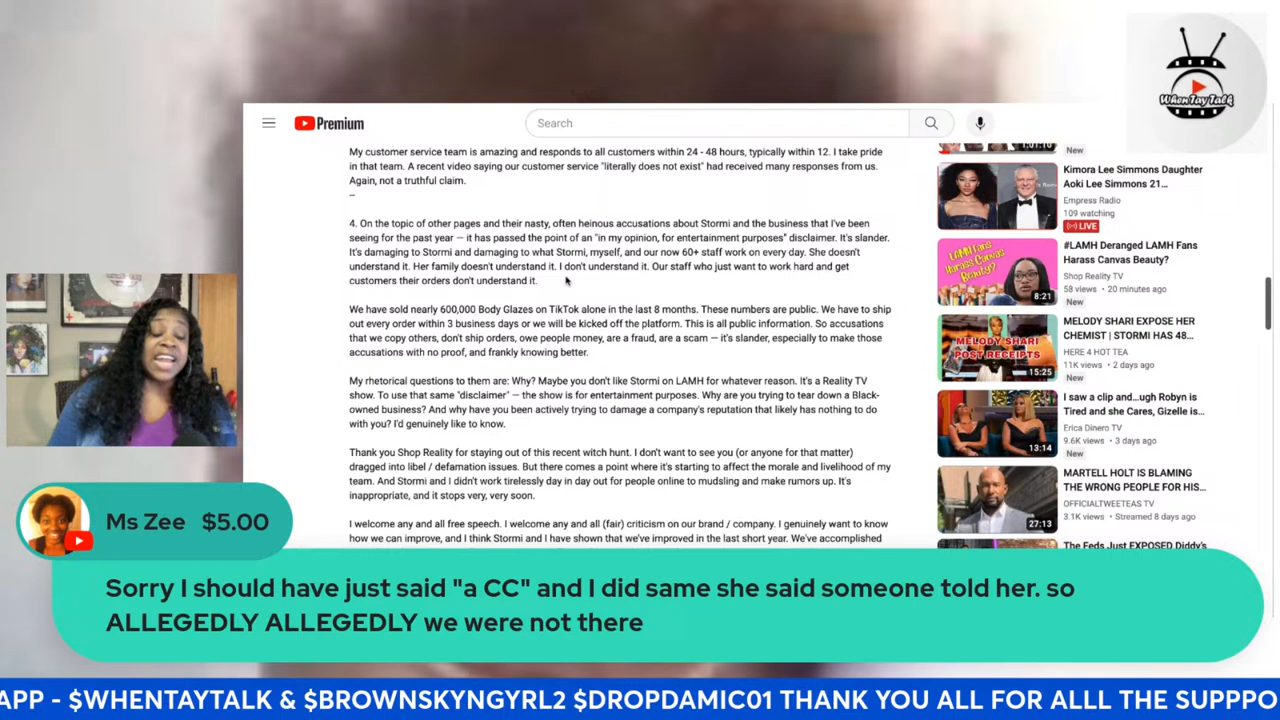 WhenTayTalk
Premium
Search
My customer service team is amazing and responds to all customers within 24 - 48 hours, typically within 12. I take pride
in that team. A recent video saying our customer service "literally does not exist" had received many responses from us.
Again, not a truthful claim.
–
4. On the topic of other pages and their nasty, often heinous accusations about Stormi and the business that I've been
seeing for the past year — it has passed the point of an "in my opinion, for entertainment purposes" disclaimer. It's slander.
It's damaging to Stormi and damaging to what Stormi, myself, and our now 60+ staff work on every day. She doesn't
understand it. Her family doesn't understand it. I don't understand it. Our staff who just want to work hard and get
customers their orders don't understand it.
We have sold nearly 600,000 Body Glazes on TikTok alone in the last 8 months. These numbers are public. We have to ship
out every order within 3 business days or we will be kicked off the platform. This is all public information. So accusations
that we copy others, don't ship orders, owe people money, are a fraud, are a scam — it's slander, especially to make those
accusations with no proof, and frankly knowing better.
My rhetorical questions to them are: Why? Maybe you don't like Stormi on LAMH for whatever reason. It's a Reality TV
show. To use that same "disclaimer" — the show is for entertainment purposes. Why are you trying to tear down a Black-
owned business? And why have you been actively trying to damage a company's reputation that likely has nothing to do
with you? I'd genuinely like to know.
Thank you Shop Reality for staying out of this recent witch hunt. I don't want to see you (or anyone for that matter)
dragged into libel / defamation issues. But there comes a point where it's starting to affect the morale and livelihood of my
team. And Stormi and I didn't work tirelessly day in day out for people online to mudsling and make rumors up. It's
inappropriate, and it stops very, very soon.
I welcome any and all free speech. I welcome any and all (fair) criticism on our brand / company. I genuinely want to know
how we can improve, and I think Stormi and I have shown that we've improved in the last short year. We've accomplished
New
Kimora Lee Simmons Daughter
Aoki Lee Simmons 21...
Empress Radio
109 watching
LIVE
LAMH Fans
Harass Canvas
Beauty?
8:21
#LAMH Deranged LAMH Fans
Harass Canvas Beauty?
Shop Reality TV
58 views • 20 minutes ago
New
MELODY SHARI
POST RECEIPTS
15:25
MELODY SHARI EXPOSE HER
CHEMIST | STORMI HAS 48...
HERE 4 HOT TEA
11K views • 2 days ago
New
13:14
I saw a clip and...ugh Robyn is
Tired and she Cares, Gizelle is...
Erica Dinero TV
9.6K views • 3 days ago
New
27:13
MARTELL HOLT IS BLAMING
THE WRONG PEOPLE FOR HIS...
OFFICIALTWEETEAS TV
3.1K views • Streamed 8 days ago
The Feds Just EXPOSED Diddy's
Ms Zee $5.00
Sorry I should have just said "a CC" and I did same she said someone told her. so
ALLEGEDLY ALLEGEDLY we were not there
APP - $WHENTAYTALK & $BROWNSKYNGYRL2 $DROPDAMIC01 THANK YOU ALL FOR ALLL THE SUPPPO